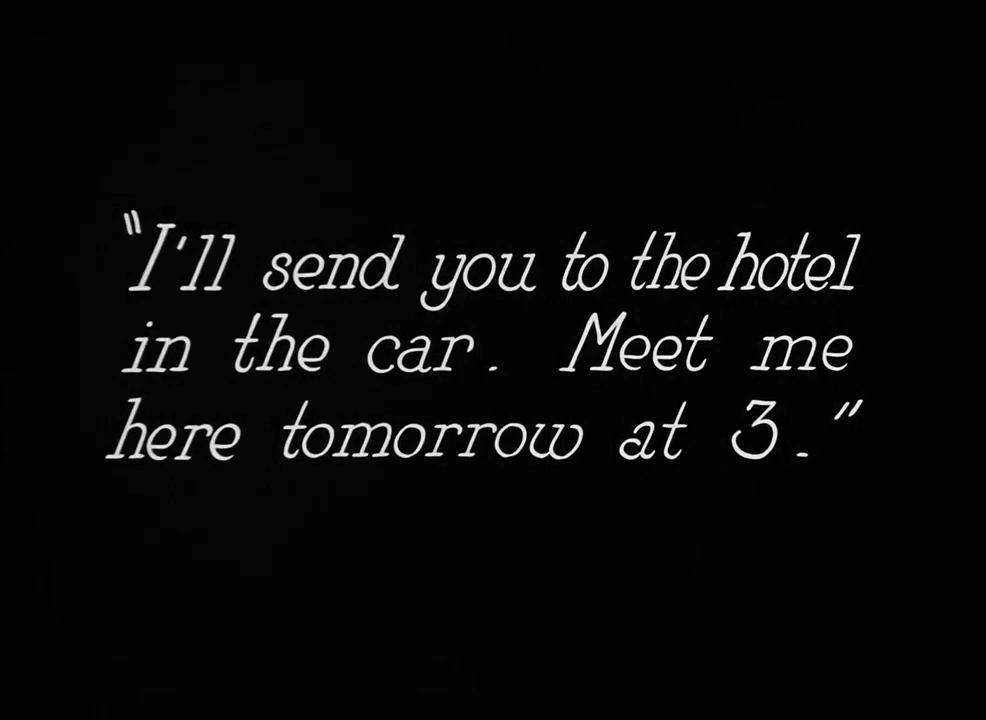 "I'll send you to the hotel
in the car. Meet me
here tomorrow at 3."